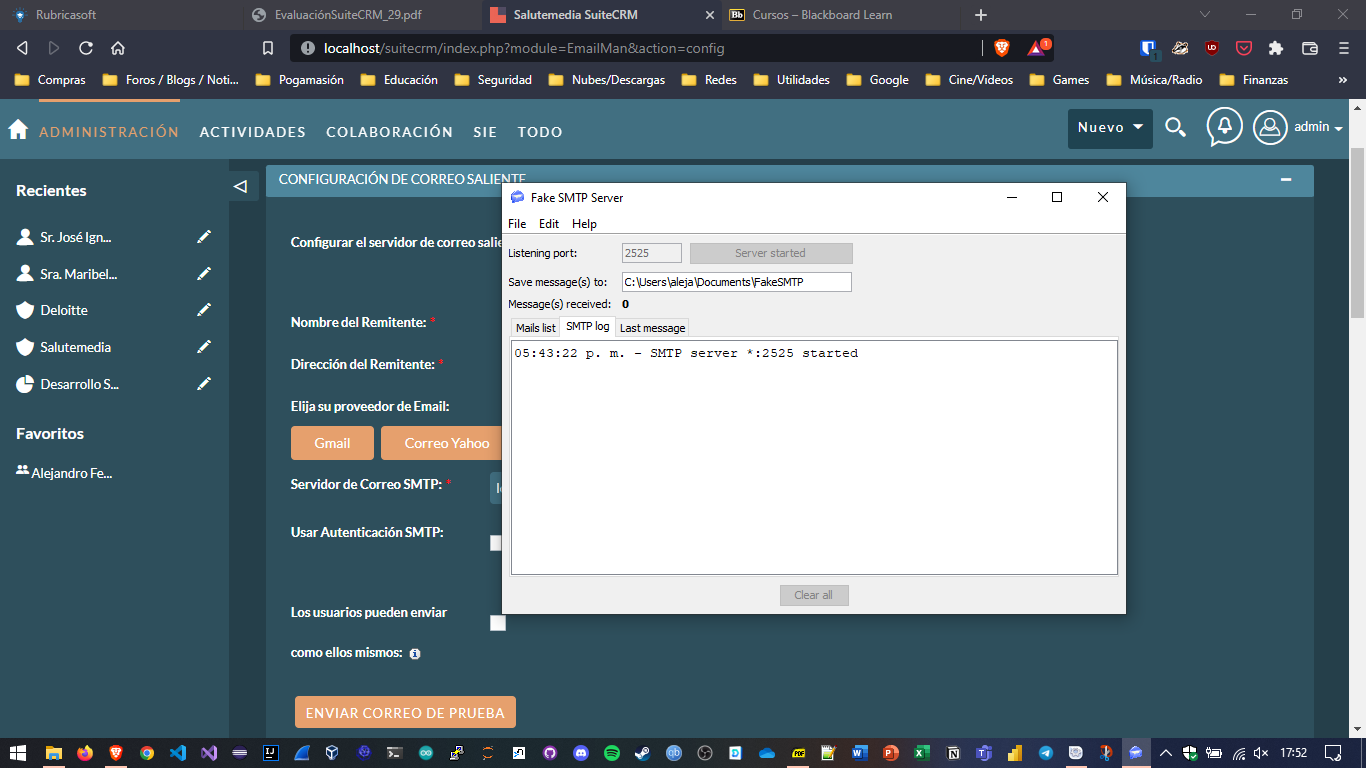 Rubricasoft
EvaluaciónSuiteCRM_29.pdf
Salutemedia SuiteCRM
Bb
Cursos – Blackboard Learn
localhost/suitecrm/index.php?module=EmailMan&action=config
1
1
Compras
Foros / Blogs / Noti...
Pogamasión
Educación
Seguridad
Nubes/Descargas
Redes
Utilidades
Google
Cine/Videos
Games
Música/Radio
Finanzas
»
ADMINISTRACIÓN
ACTIVIDADES
COLABORACIÓN
SIE
TODO
Nuevo
admin
Recientes
Sr. José Ign...
Sra. Maribel...
Deloitte
Salutemedia
Desarrollo S...
Favoritos
Alejandro Fe...
CONFIGURACIÓN DE CORREO SALIENTE
Configurar el servidor de correo salie
Nombre del Remitente: *
Dirección del Remitente: *
Elija su proveedor de Email:
Gmail
Correo Yahoo
Servidor de Correo SMTP: *
Usar Autenticación SMTP:
Los usuarios pueden enviar
como ellos mismos:
ENVIAR CORREO DE PRUEBA
Fake SMTP Server
File
Edit
Help
Listening port:
2525
Server started
Save message(s) to:
C:\Users\aleja\Documents\FakeSMTP
Message(s) received:
0
Mails list
SMTP log
Last message
05:43:22 p. m. - SMTP server *:2525 started
Clear all
17:52